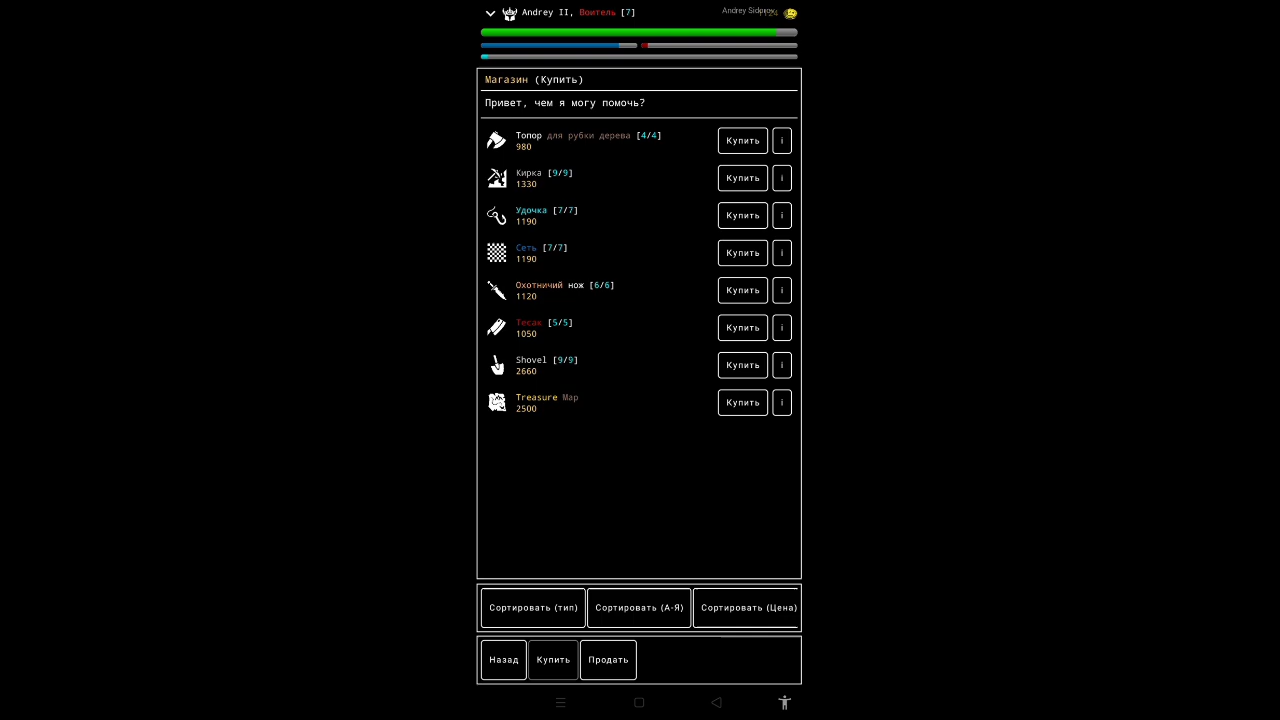 Andrey II, Воитель [7]
Andrey Sidorov
Магазин (Купить)
Привет, чем я могу помочь?
Топор для рубки дерева [4/4]
980
Купить
i
Кирка [9/9]
1330
Купить
i
Удочка [7/7]
1190
Купить
i
Сеть [7/7]
1190
Купить
i
Охотничий нож [6/6]
1120
Купить
i
Тесак [5/5]
1050
Купить
i
Shovel [9/9]
2660
Купить
i
Treasure Map
2500
Купить
i
Сортировать (тип)
Сортировать (А-Я)
Сортировать (Цена)
Назад
Купить
Продать